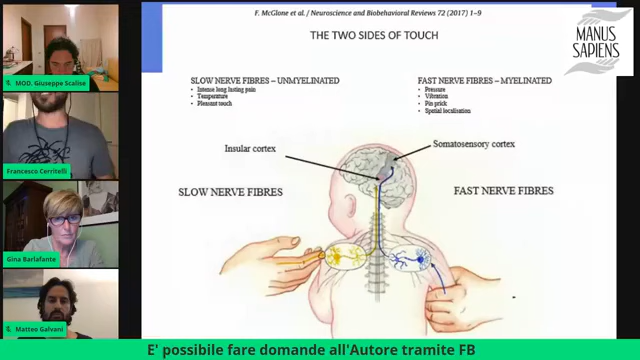 F. McGlone et al. / Neuroscience and Biobehavioral Reviews 72 (2017) 1–9
THE TWO SIDES OF TOUCH
MANUS
SAPIENS
SLOW NERVE FIBRES – UNMYELINATED
• Intense long lasting pain
• Temperature
• Pleasant touch
FAST NERVE FIBRES – MYELINATED
• Pressure
• Vibration
• Pin prick
• Spatial localisation
Insular cortex
Somatosensory cortex
SLOW NERVE FIBRES
FAST NERVE FIBRES
MOD. Giuseppe Scalise
Francesco Cerritelli
Gina Barlafante
Matteo Galvani
E' possibile fare domande all'Autore tramite FB